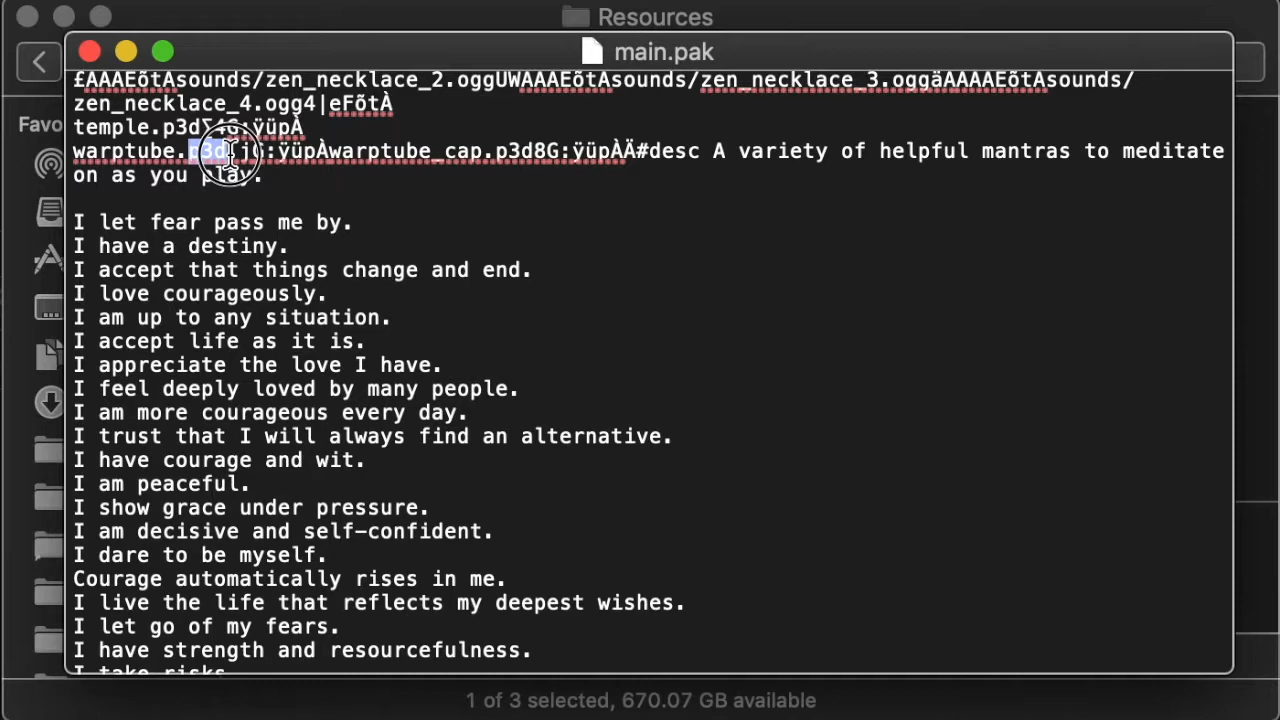 Resources
main.pak
£AAAEõtAsounds/zen_necklace_2.oggUWAAAEõtAsounds/zen_necklace_3.oggäAAAAEõtAsounds/
zen_necklace_4.ogg4|eFõtÀ
temple.p3d
warptube.p3d jG:ÿüpÀwarptube_cap.p3d8G:ÿüpÀÄ#desc A variety of helpful mantras to meditate
on as you play.
I let fear pass me by.
I have a destiny.
I accept that things change and end.
I love courageously.
I am up to any situation.
I accept life as it is.
I appreciate the love I have.
I feel deeply loved by many people.
I am more courageous every day.
I trust that I will always find an alternative.
I have courage and wit.
I am peaceful.
I show grace under pressure.
I am decisive and self-confident.
I dare to be myself.
Courage automatically rises in me.
I live the life that reflects my deepest wishes.
I let go of my fears.
I have strength and resourcefulness.
I take risks
Favo
1 of 3 selected, 670.07 GB available